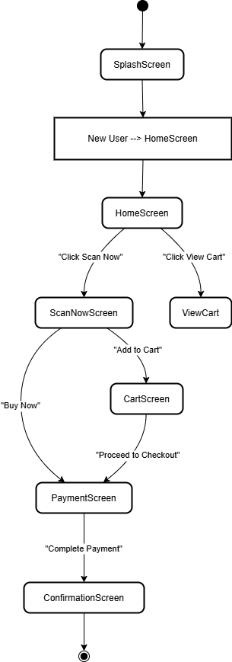 SplashScreen
New User --> HomeScreen
HomeScreen
"Click Scan Now"
"Click View Cart"
ScanNowScreen
ViewCart
"Add to Cart"
CartScreen
"Buy Now"
"Proceed to Checkout"
PaymentScreen
"Complete Payment"
ConfirmationScreen